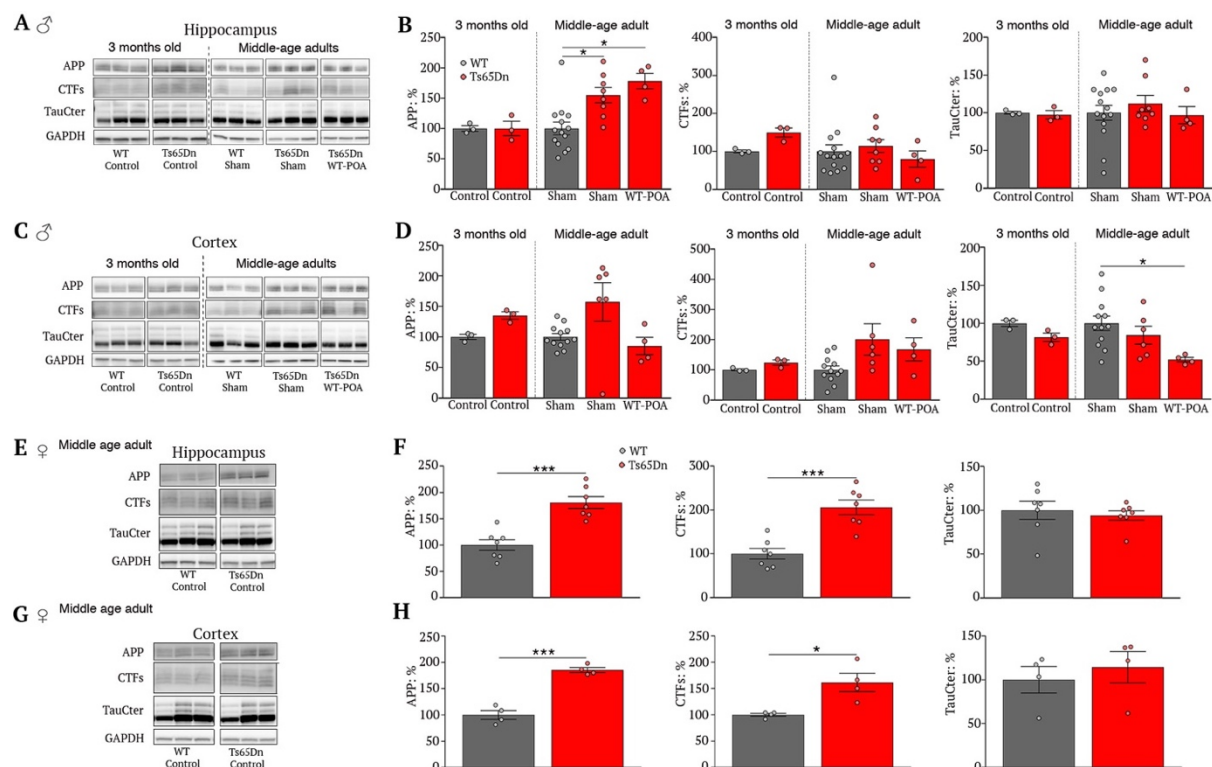 A ♂ Hippocampus
3 months old Middle-age adults
APP
CTFs
TauCter
GAPDH
WT Control Ts65Dn Control WT Sham Ts65Dn Sham Ts65Dn WT-POA
B
3 months old Middle-age adult
WT
Ts65Dn
APP: %
250
200
150
100
50
0
* *
Control Control Sham Sham WT-POA
3 months old Middle-age adult
CTFs: %
400
300
200
100
0
Control Control Sham Sham WT-POA
3 months old Middle-age adult
TauCter: %
200
150
100
50
0
Control Control Sham Sham WT-POA
C ♂ Cortex
3 months old Middle-age adults
APP
CTFs
TauCter
GAPDH
WT Control Ts65Dn Control WT Sham Ts65Dn Sham Ts65Dn WT-POA
D
3 months old Middle-age adult
APP: %
250
200
150
100
50
0
Control Control Sham Sham WT-POA
3 months old Middle-age adult
CTFs: %
500
400
300
200
100
0
Control Control Sham Sham WT-POA
3 months old Middle-age adult
TauCter: %
200
150
100
50
0
*
Control Control Sham Sham WT-POA
E ♀ Middle age adult
Hippocampus
APP
CTFs
TauCter
GAPDH
WT Control Ts65Dn Control
F
WT
Ts65Dn
APP: %
250
200
150
100
50
0
***
CTFs: %
300
200
100
0
***
TauCter: %
150
100
50
0
G ♀ Middle age adult
Cortex
APP
CTFs
TauCter
GAPDH
WT Control Ts65Dn Control
H
APP: %
200
150
100
50
0
***
CTFs: %
250
200
150
100
50
0
*
TauCter: %
150
100
50
0